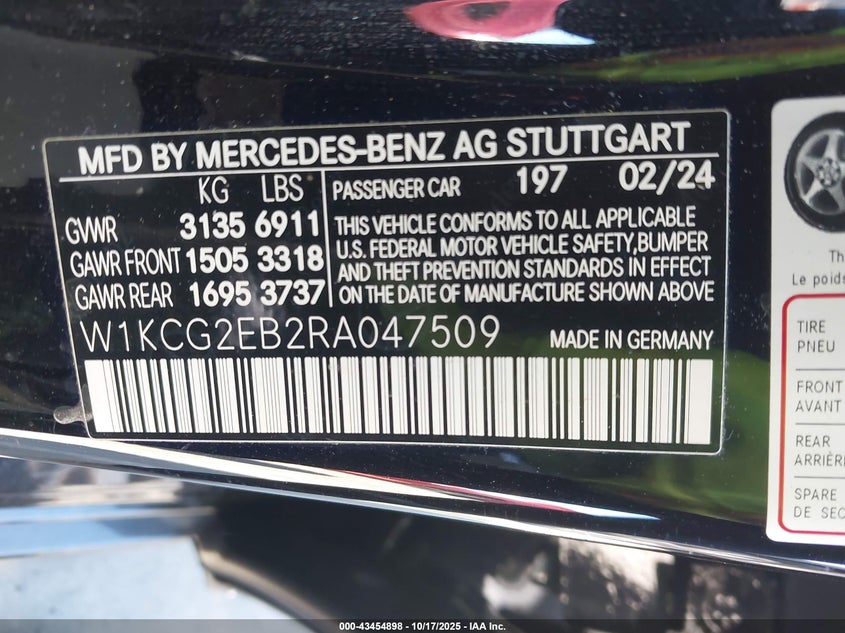 MFD BY MERCEDES-BENZ AG STUTTGART
KG LBS
GVWR 3135 6911
GAWR FRONT 1505 3318
GAWR REAR 1695 3737
PASSENGER CAR 197 02/24
THIS VEHICLE CONFORMS TO ALL APPLICABLE
U.S. FEDERAL MOTOR VEHICLE SAFETY,BUMPER
AND THEFT PREVENTION STANDARDS IN EFFECT
ON THE DATE OF MANUFACTURE SHOWN ABOVE
W1KCG2EB2RA047509 MADE IN GERMANY
Th
Le poids
TIRE
PNEU
FRONT
AVANT
REAR
ARRIÈRE
SPARE
DE SEC
000-43454898 - 10/17/2025 - IAA Inc.